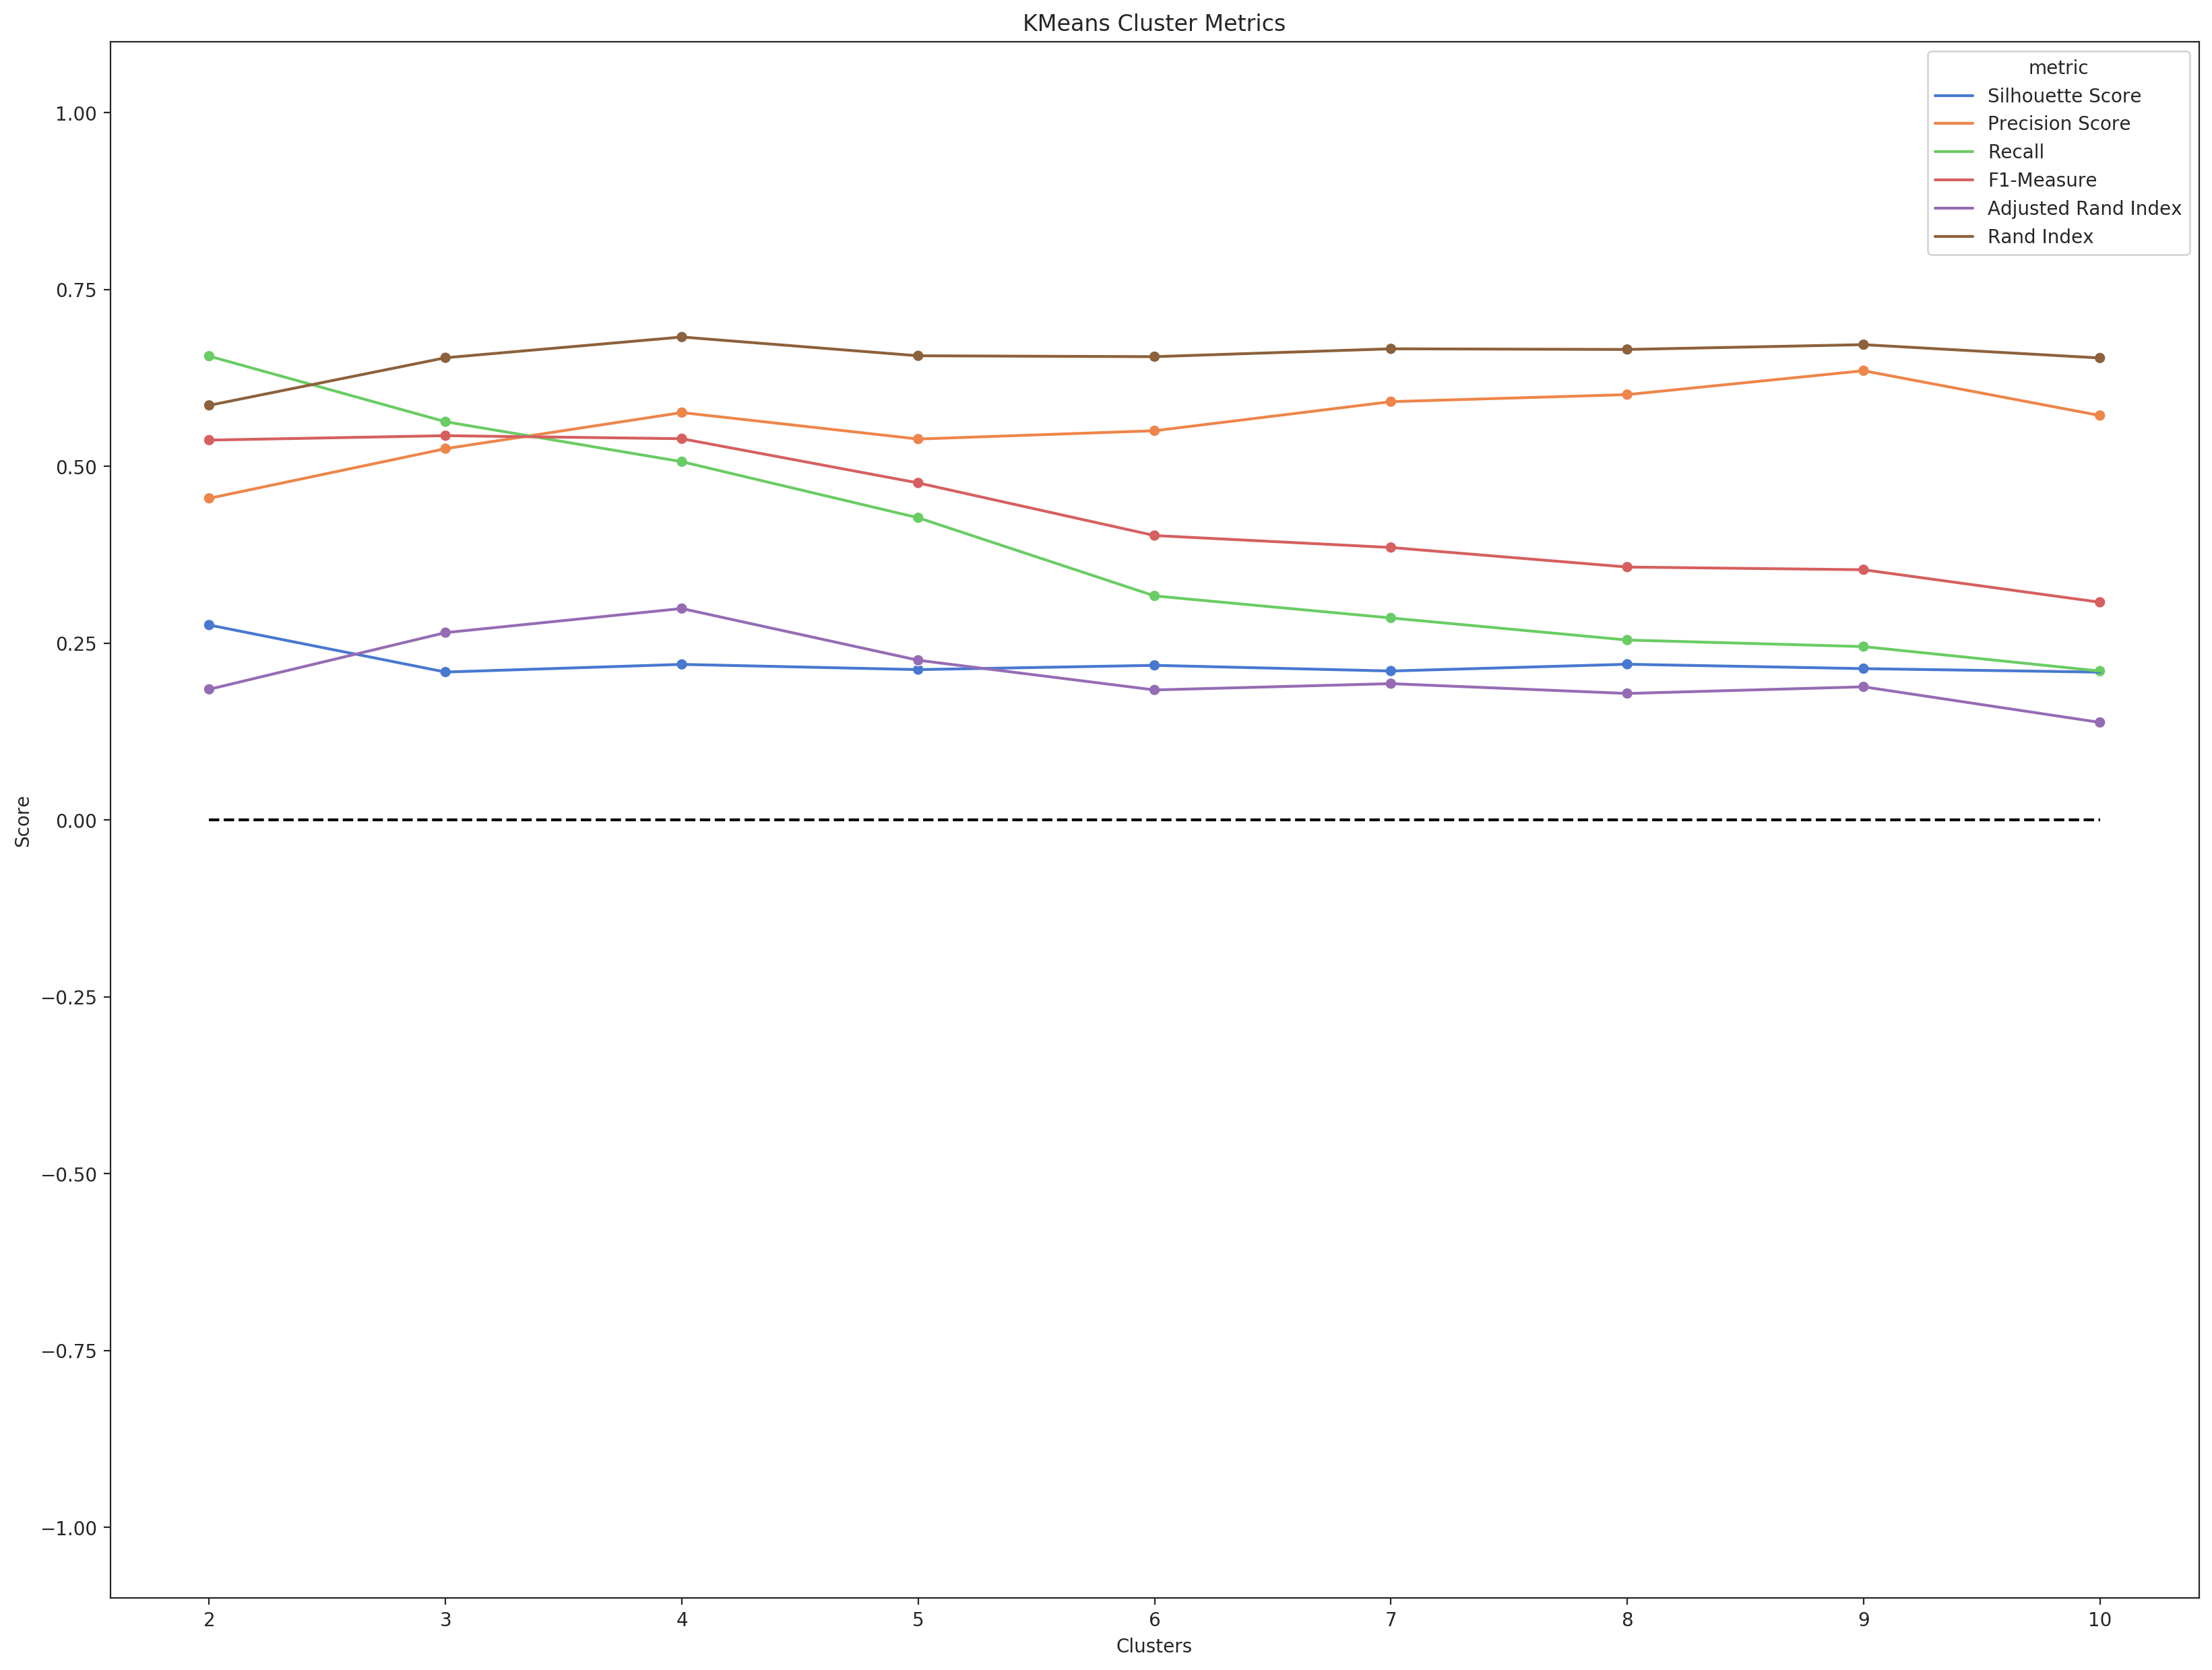 KMeans Cluster Metrics
metric
Silhouette Score
Precision Score
Recall
F1-Measure
Adjusted Rand Index
Rand Index
1.00
0.75
0.50
0.25
0.00
−0.25
−0.50
−0.75
−1.00
Score
2 3 4 5 6 7 8 9 10
Clusters